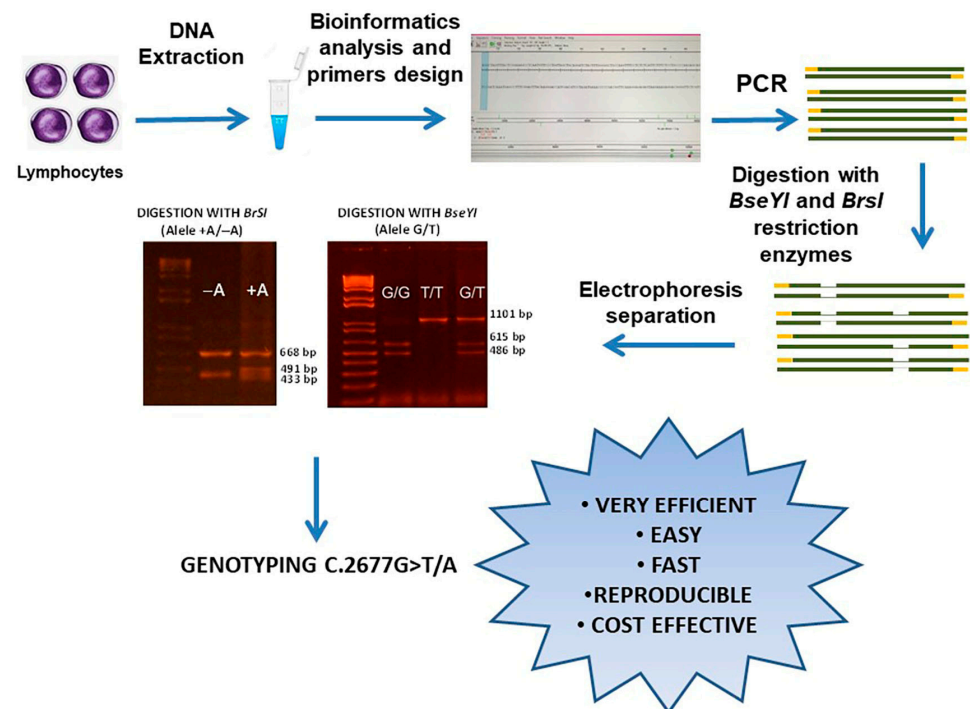 DNA
Extraction
Bioinformatics
analysis and
primers design
PCR
Lymphocytes
Digestion with
BseYI and BrsI
restriction
enzymes
DIGESTION WITH BrSI
(Alele +A/−A)
DIGESTION WITH BseYI
(Alele G/T)
−A
+A
668 bp
491 bp
433 bp
G/G
T/T
G/T
1101 bp
615 bp
486 bp
Electrophoresis
separation
GENOTYPING C.2677G>T/A
• VERY EFFICIENT
• EASY
• FAST
•REPRODUCIBLE
• COST EFFECTIVE